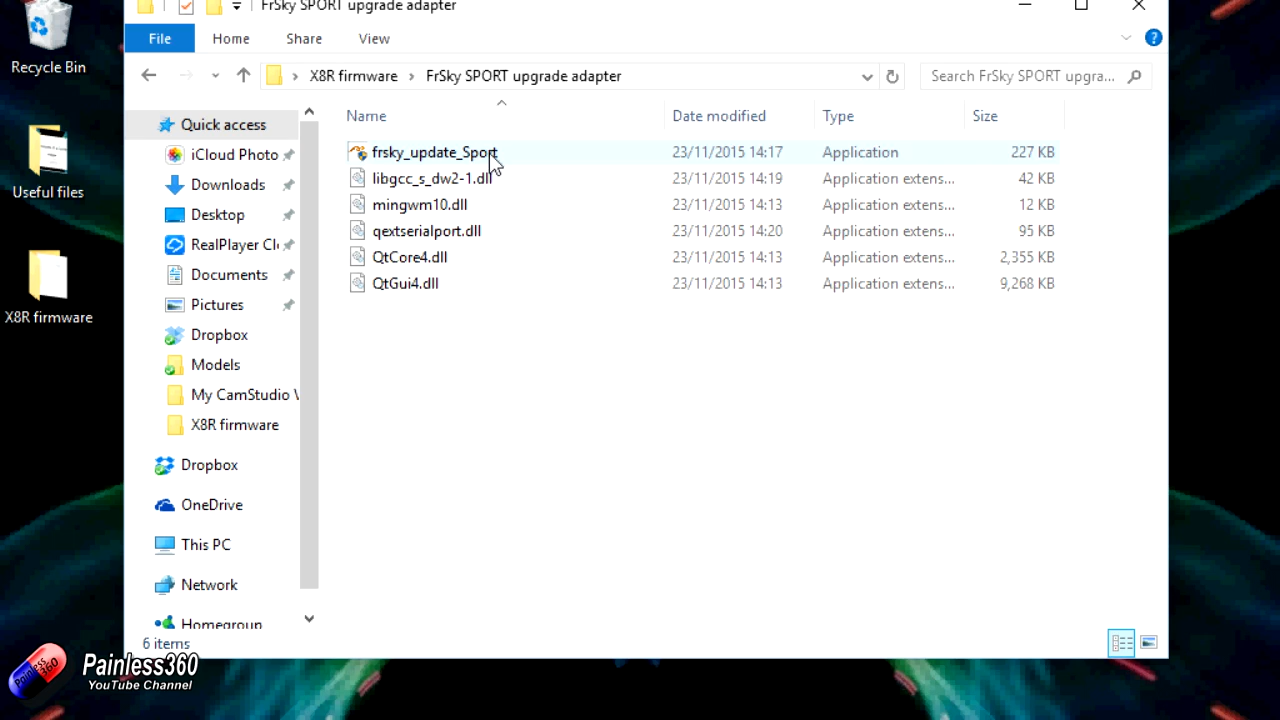 FrSky SPORT upgrade adapter
File Home Share View
X8R firmware FrSky SPORT upgrade adapter Search FrSky SPORT upgra...
Recycle Bin
Useful files
X8R firmware
Quick access
iCloud Photo
Downloads
Desktop
RealPlayer Clo
Documents
Pictures
Dropbox
Models
My CamStudio V
X8R firmware
Dropbox
OneDrive
This PC
Network
Homegroup
Name Date modified Type Size
frsky_update_Sport 23/11/2015 14:17 Application 227 KB
libgcc_s_dw2-1.dll 23/11/2015 14:19 Application extens... 42 KB
mingwm10.dll 23/11/2015 14:13 Application extens... 12 KB
qextserialport.dll 23/11/2015 14:20 Application extens... 95 KB
QtCore4.dll 23/11/2015 14:13 Application extens... 2,355 KB
QtGui4.dll 23/11/2015 14:13 Application extens... 9,268 KB
6 items
Painless360
Painless360
YouTube Channel